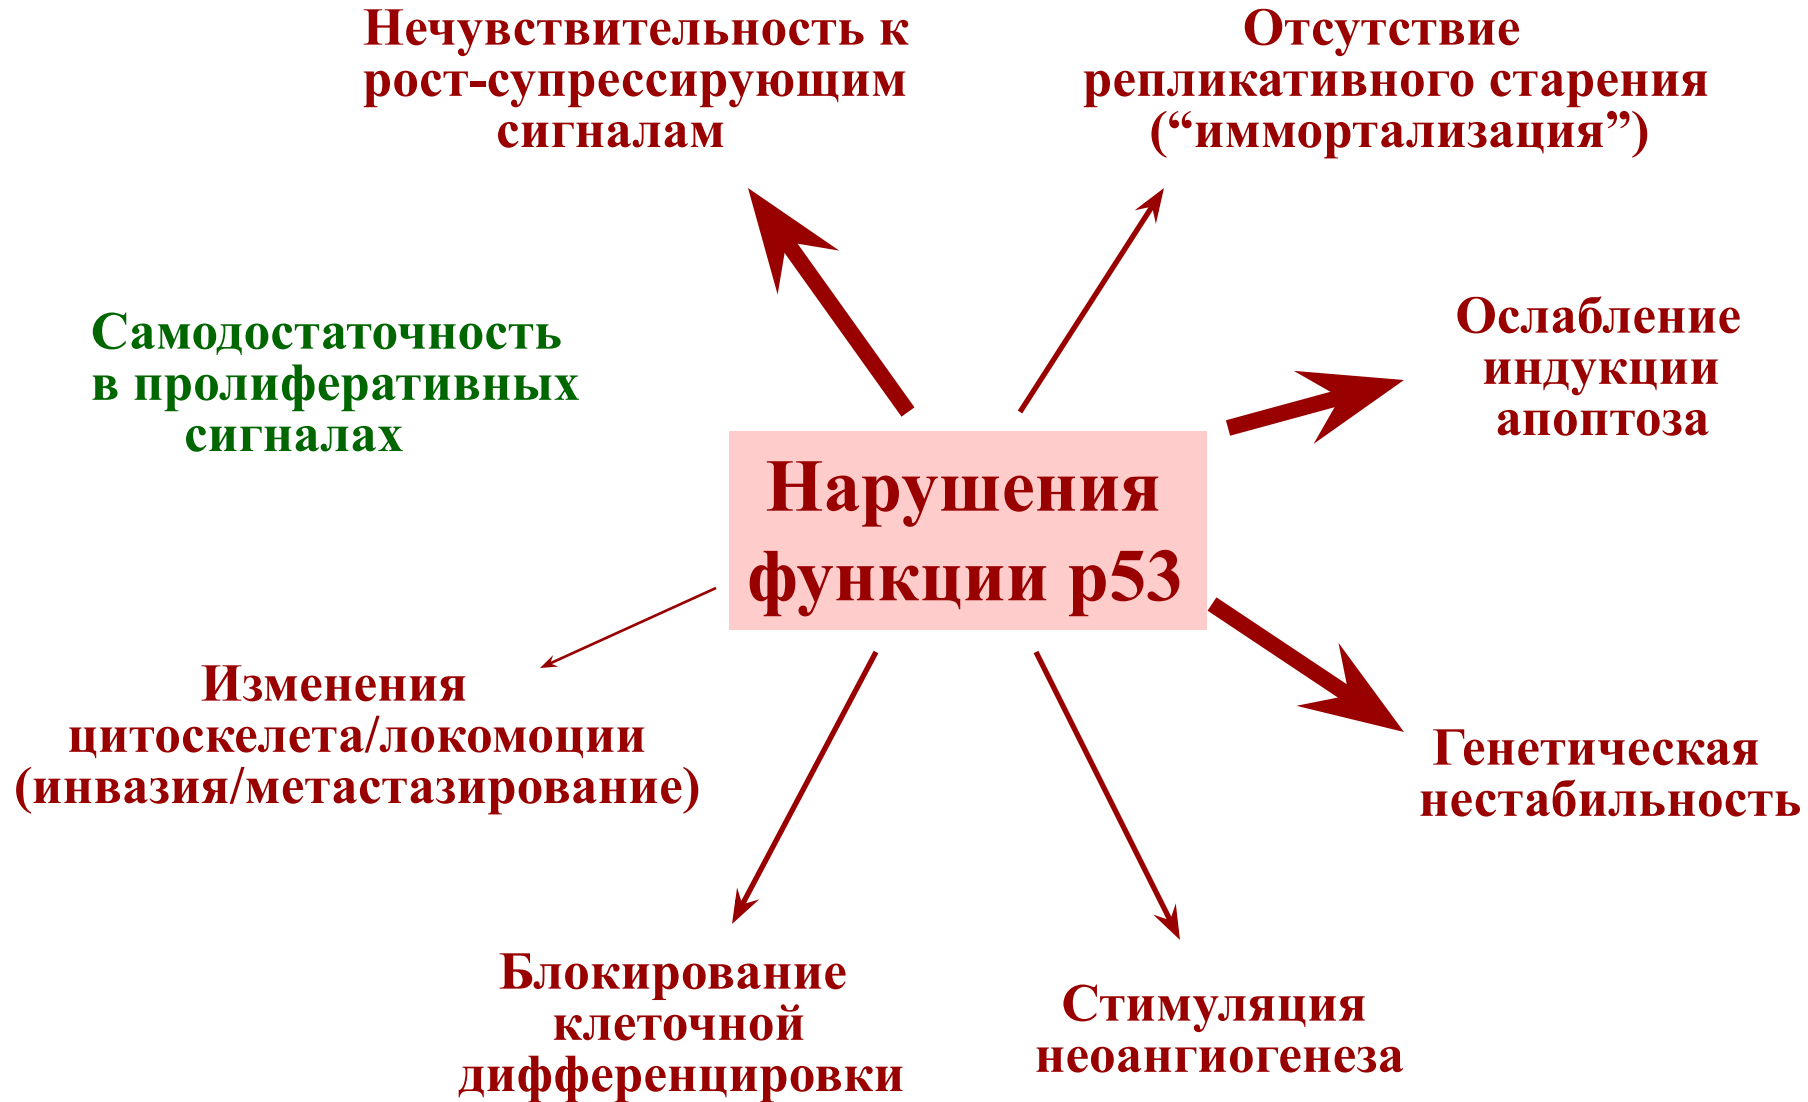 Нечувствительность к
рост-супрессирующим
сигналам
Отсутствие
репликативного старения
(“иммортализация”)
Самодостаточность
в пролиферативных
сигналах
Ослабление
индукции
апоптоза
Нарушения
функции р53
Изменения
цитоскелета/локомоции
(инвазия/метастазирование)
Генетическая
нестабильность
Блокирование
клеточной
дифференцировки
Стимуляция
неоангиогенеза